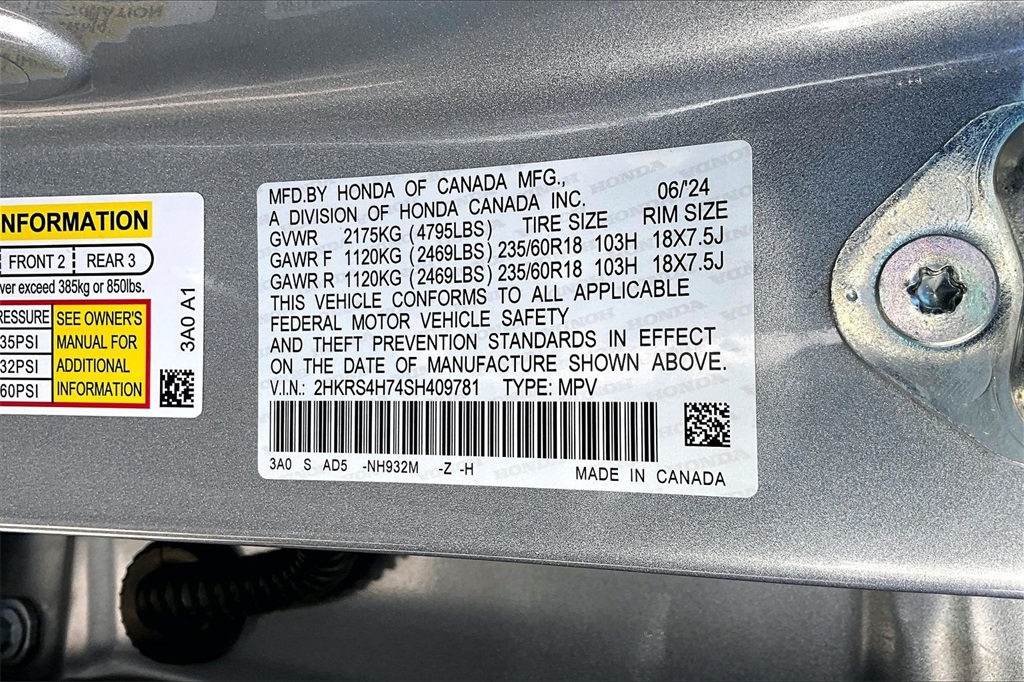 INFORMATION
FRONT 2 REAR 3
ver exceed 385kg or 850lbs.
RESSURE SEE OWNER'S
35PSI MANUAL FOR
32PSI ADDITIONAL
60PSI INFORMATION
3A0 A1
MFD.BY HONDA OF CANADA MFG., 06/'24
A DIVISION OF HONDA CANADA INC.
GVWR 2175KG (4795LBS) TIRE SIZE RIM SIZE
GAWR F 1120KG (2469LBS) 235/60R18 103H 18X7.5J
GAWR R 1120KG (2469LBS) 235/60R18 103H 18X7.5J
THIS VEHICLE CONFORMS TO ALL APPLICABLE
FEDERAL MOTOR VEHICLE SAFETY
AND THEFT PREVENTION STANDARDS IN EFFECT
ON THE DATE OF MANUFACTURE SHOWN ABOVE.
V.I.N.: 2HKRS4H74SH409781 TYPE: MPV
3A0 S AD5 -NH932M -Z -H MADE IN CANADA